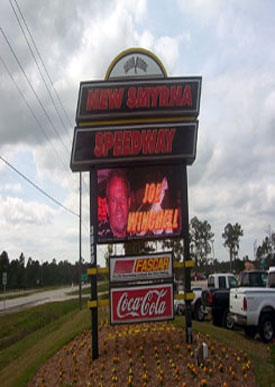 NEW SMYRNA
SPEEDWAY
JOE
WINCHELL
FASCAR
Coca-Cola